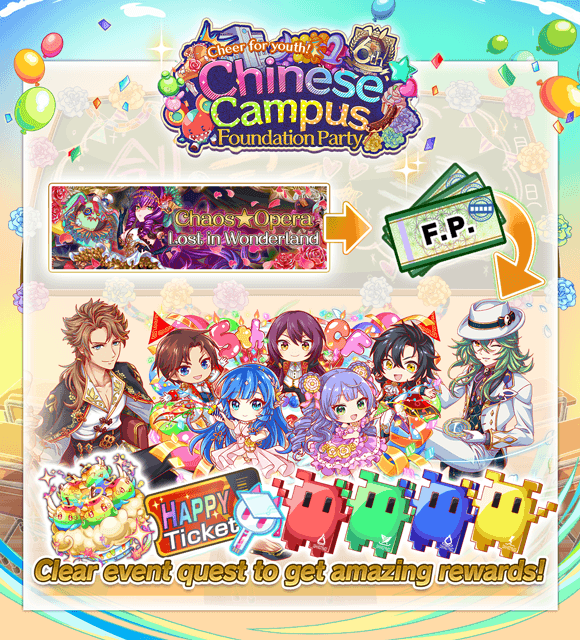 Cheer for youth!
6th
Chinese
Campus
Foundation Party
Chaos★Opera
Lost in Wonderland
F.P.
HAPPY
Ticket
Clear event quest to get amazing rewards!